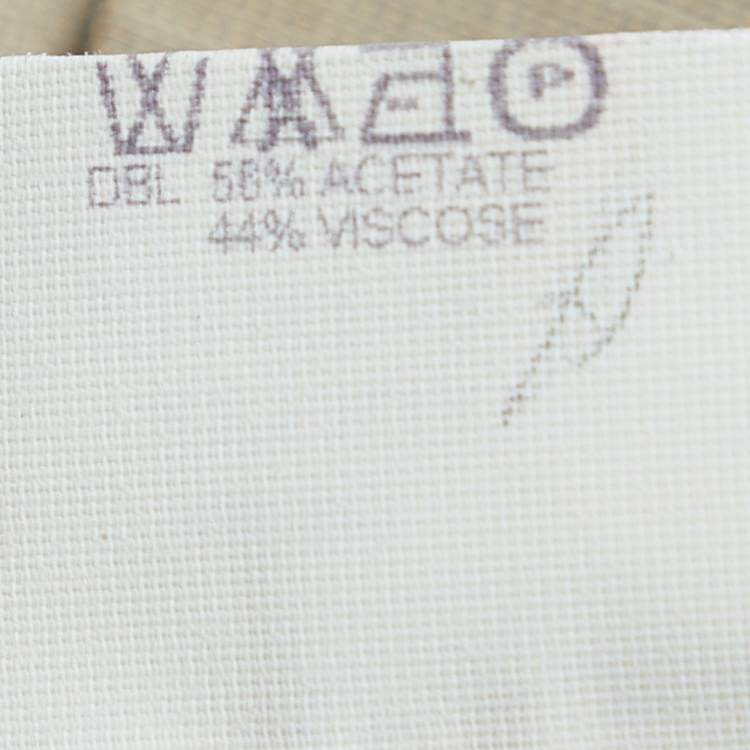 P
DBL 56% ACETATE
44% VISCOSE